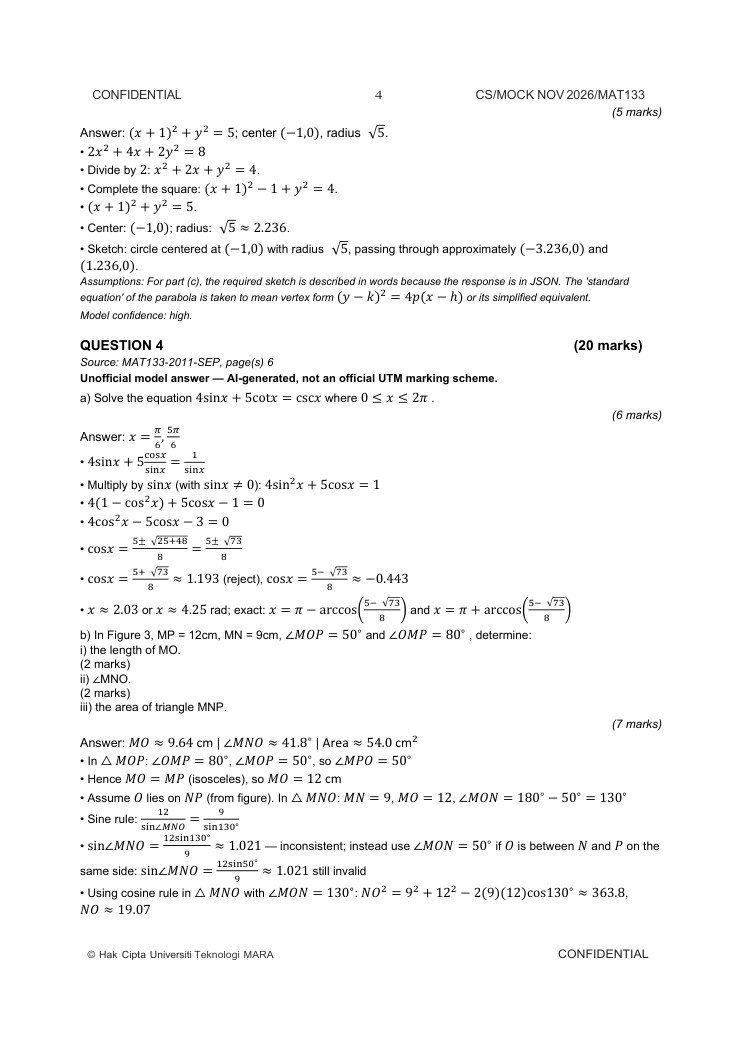 CONFIDENTIAL 4 CS/MOCK NOV 2026/MAT133
(5 marks)
Answer: (x + 1)² + y² = 5; center (−1,0), radius √5.
• 2x² + 4x + 2y² = 8
• Divide by 2: x² + 2x + y² = 4.
• Complete the square: (x + 1)² − 1 + y² = 4.
• (x + 1)² + y² = 5.
• Center: (−1,0); radius: √5 ≈ 2.236.
• Sketch: circle centered at (−1,0) with radius √5, passing through approximately (−3.236,0) and
(1.236,0).
Assumptions: For part (c), the required sketch is described in words because the response is in JSON. The 'standard
equation' of the parabola is taken to mean vertex form (y − k)² = 4p(x − h) or its simplified equivalent.
Model confidence: high.
QUESTION 4 (20 marks)
Source: MAT133-2011-SEP, page(s) 6
Unofficial model answer — AI-generated, not an official UTM marking scheme.
a) Solve the equation 4sinx + 5cotx = cscx where 0 ≤ x ≤ 2π .
(6 marks)
Answer: x = π/6, 5π/6
• 4sinx + 5cosx/sinx = 1/sinx
• Multiply by sinx (with sinx ≠ 0): 4sin²x + 5cosx = 1
• 4(1 − cos²x) + 5cosx − 1 = 0
• 4cos²x − 5cosx − 3 = 0
• cosx = (5± √(25+48))/8 = (5± √73)/8
• cosx = (5+ √73)/8 ≈ 1.193 (reject), cosx = (5− √73)/8 ≈ −0.443
• x ≈ 2.03 or x ≈ 4.25 rad; exact: x = π − arccos((5− √73)/8) and x = π + arccos((5− √73)/8)
b) In Figure 3, MP = 12cm, MN = 9cm, ∠MOP = 50° and ∠OMP = 80° , determine:
i) the length of MO.
(2 marks)
ii) ∠MNO.
(2 marks)
iii) the area of triangle MNP.
(7 marks)
Answer: MO ≈ 9.64 cm | ∠MNO ≈ 41.8° | Area ≈ 54.0 cm²
• In △ MOP: ∠OMP = 80°, ∠MOP = 50°, so ∠MPO = 50°
• Hence MO = MP (isosceles), so MO = 12 cm
• Assume O lies on NP (from figure). In △ MNO: MN = 9, MO = 12, ∠MON = 180° − 50° = 130°
• Sine rule: 12/sin∠MNO = 9/sin130°
• sin∠MNO = 12sin130°/9 ≈ 1.021 — inconsistent; instead use ∠MON = 50° if O is between N and P on the
same side: sin∠MNO = 12sin50°/9 ≈ 1.021 still invalid
• Using cosine rule in △ MNO with ∠MON = 130°: NO² = 9² + 12² − 2(9)(12)cos130° ≈ 363.8,
NO ≈ 19.07
© Hak Cipta Universiti Teknologi MARA CONFIDENTIAL